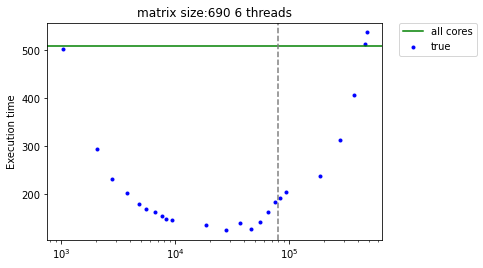 matrix size:690 6 threads
all cores
true
Execution time
500
400
300
200
10³
10⁴
10⁵